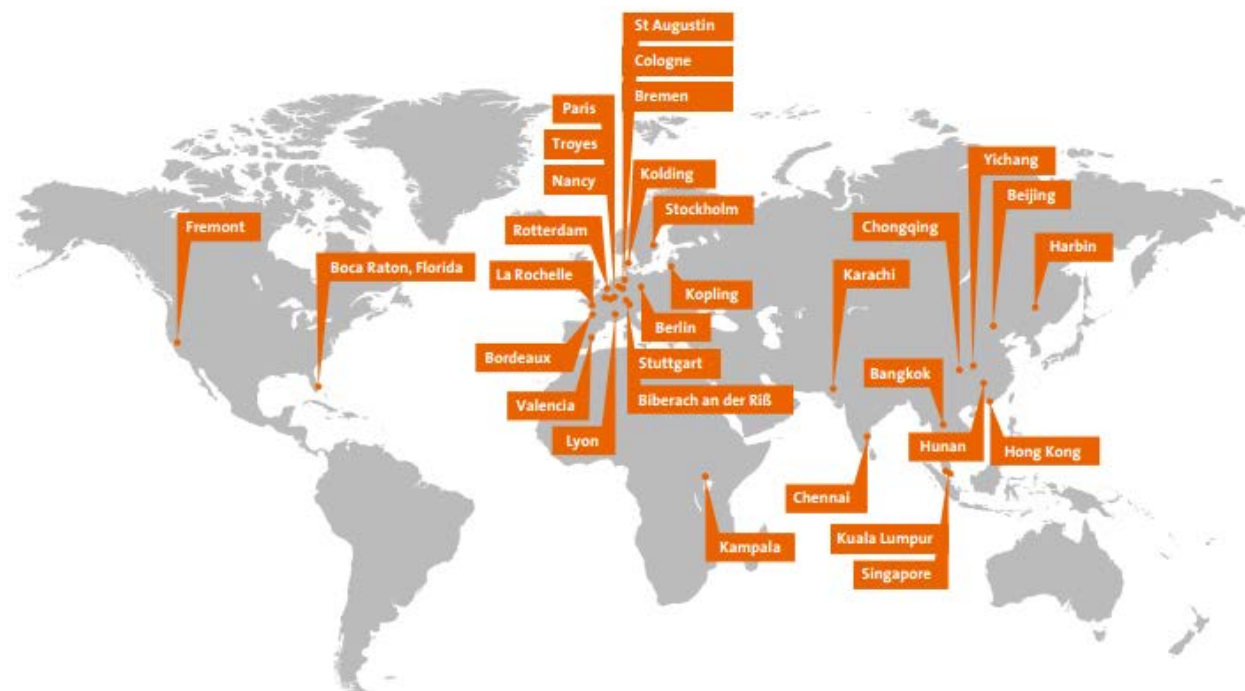 St Augustin
Cologne
Bremen
Paris
Troyes
Nancy
Kolding
Stockholm
Rotterdam
La Rochelle
Fremont
Boca Raton, Florida
Kopling
Berlin
Bordeaux
Stuttgart
Valencia
Biberach an der Riß
Lyon
Yichang
Beijing
Chongqing
Harbin
Karachi
Bangkok
Hunan
Hong Kong
Chennai
Kampala
Kuala Lumpur
Singapore